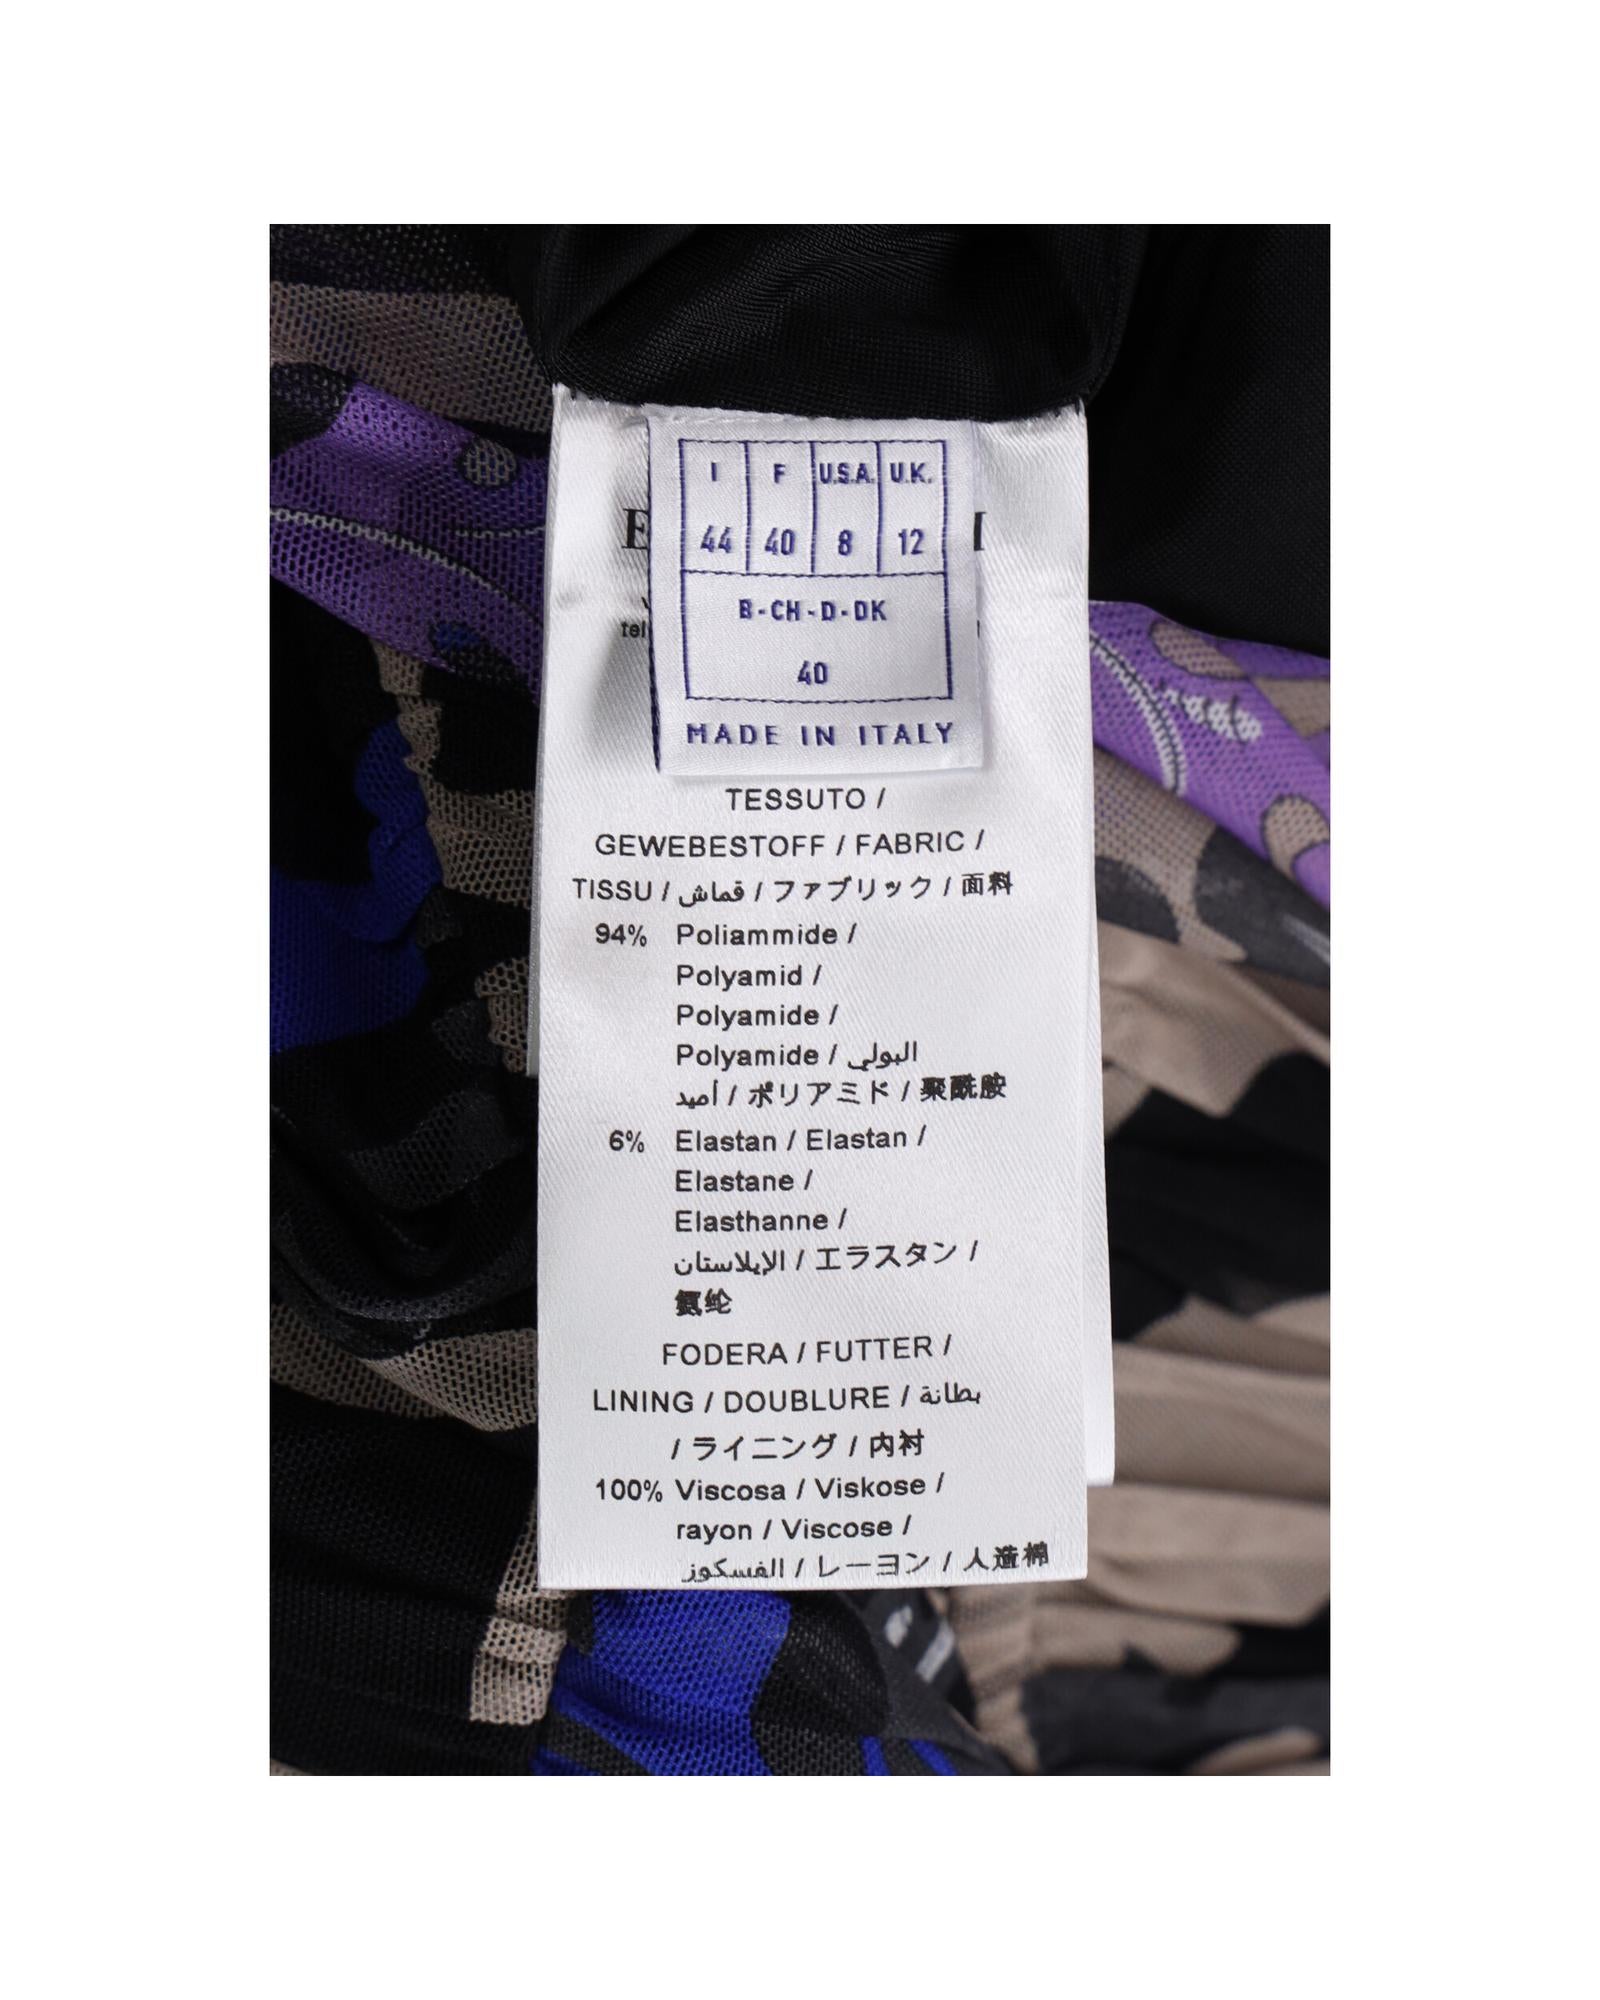 I F U.S.A. U.K.
44 40 8 12
B-CH-D-DK
40
MADE IN ITALY
tel
TESSUTO /
GEWEBESTOFF / FABRIC /
TISSU / قماش / ファブリック / 面料
94% Poliammide /
Polyamid /
Polyamide /
Polyamide / البولي
أميد / ポリアミド / 聚酰胺
6% Elastan / Elastan /
Elastane /
Elasthanne /
الإيلاستان / エラスタン /
氨纶
FODERA / FUTTER /
LINING / DOUBLURE / بطانة
/ ライニング / 内衬
100% Viscosa / Viskose /
rayon / Viscose /
الفسكوز / レーヨン / 人造棉